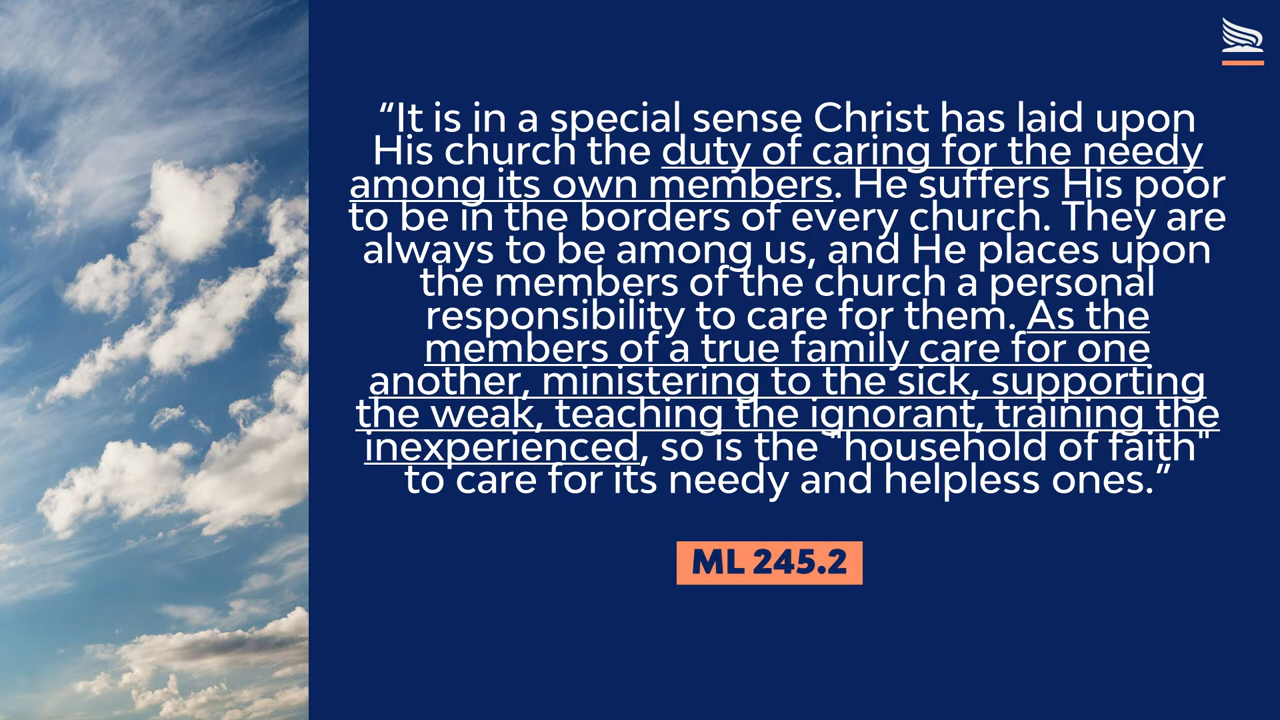 “It is in a special sense Christ has laid upon
His church the duty of caring for the needy
among its own members. He suffers His poor
to be in the borders of every church. They are
always to be among us, and He places upon
the members of the church a personal
responsibility to care for them. As the
members of a true family care for one
another, ministering to the sick, supporting
the weak, teaching the ignorant, training the
inexperienced, so is the "household of faith"
to care for its needy and helpless ones.”
ML 245.2